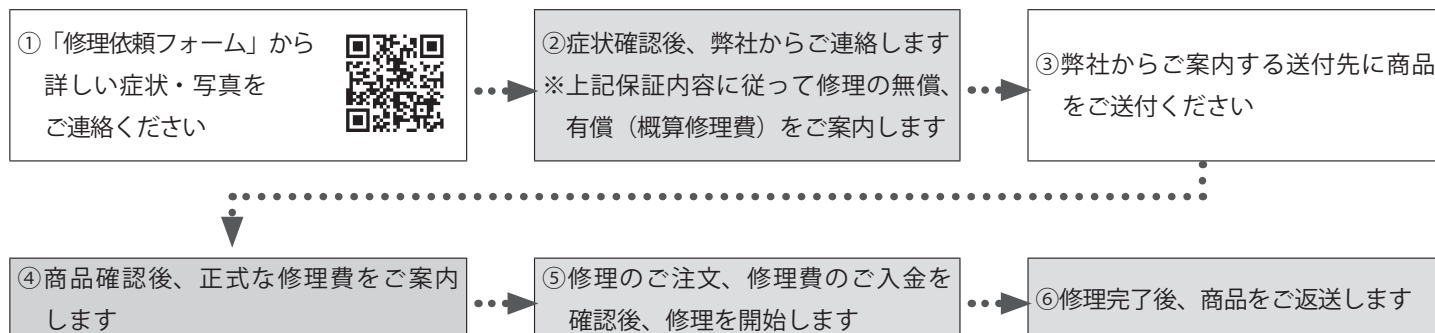 ①「修理依頼フォーム」から
詳しい症状・写真を
ご連絡ください
②症状確認後、弊社からご連絡します
※上記保証内容に従って修理の無償、
有償（概算修理費）をご案内します
③弊社からご案内する送付先に商品
をご送付ください
④商品確認後、正式な修理費をご案内
します
⑤修理のご注文、修理費のご入金を
確認後、修理を開始します
⑥修理完了後、商品をご返送します